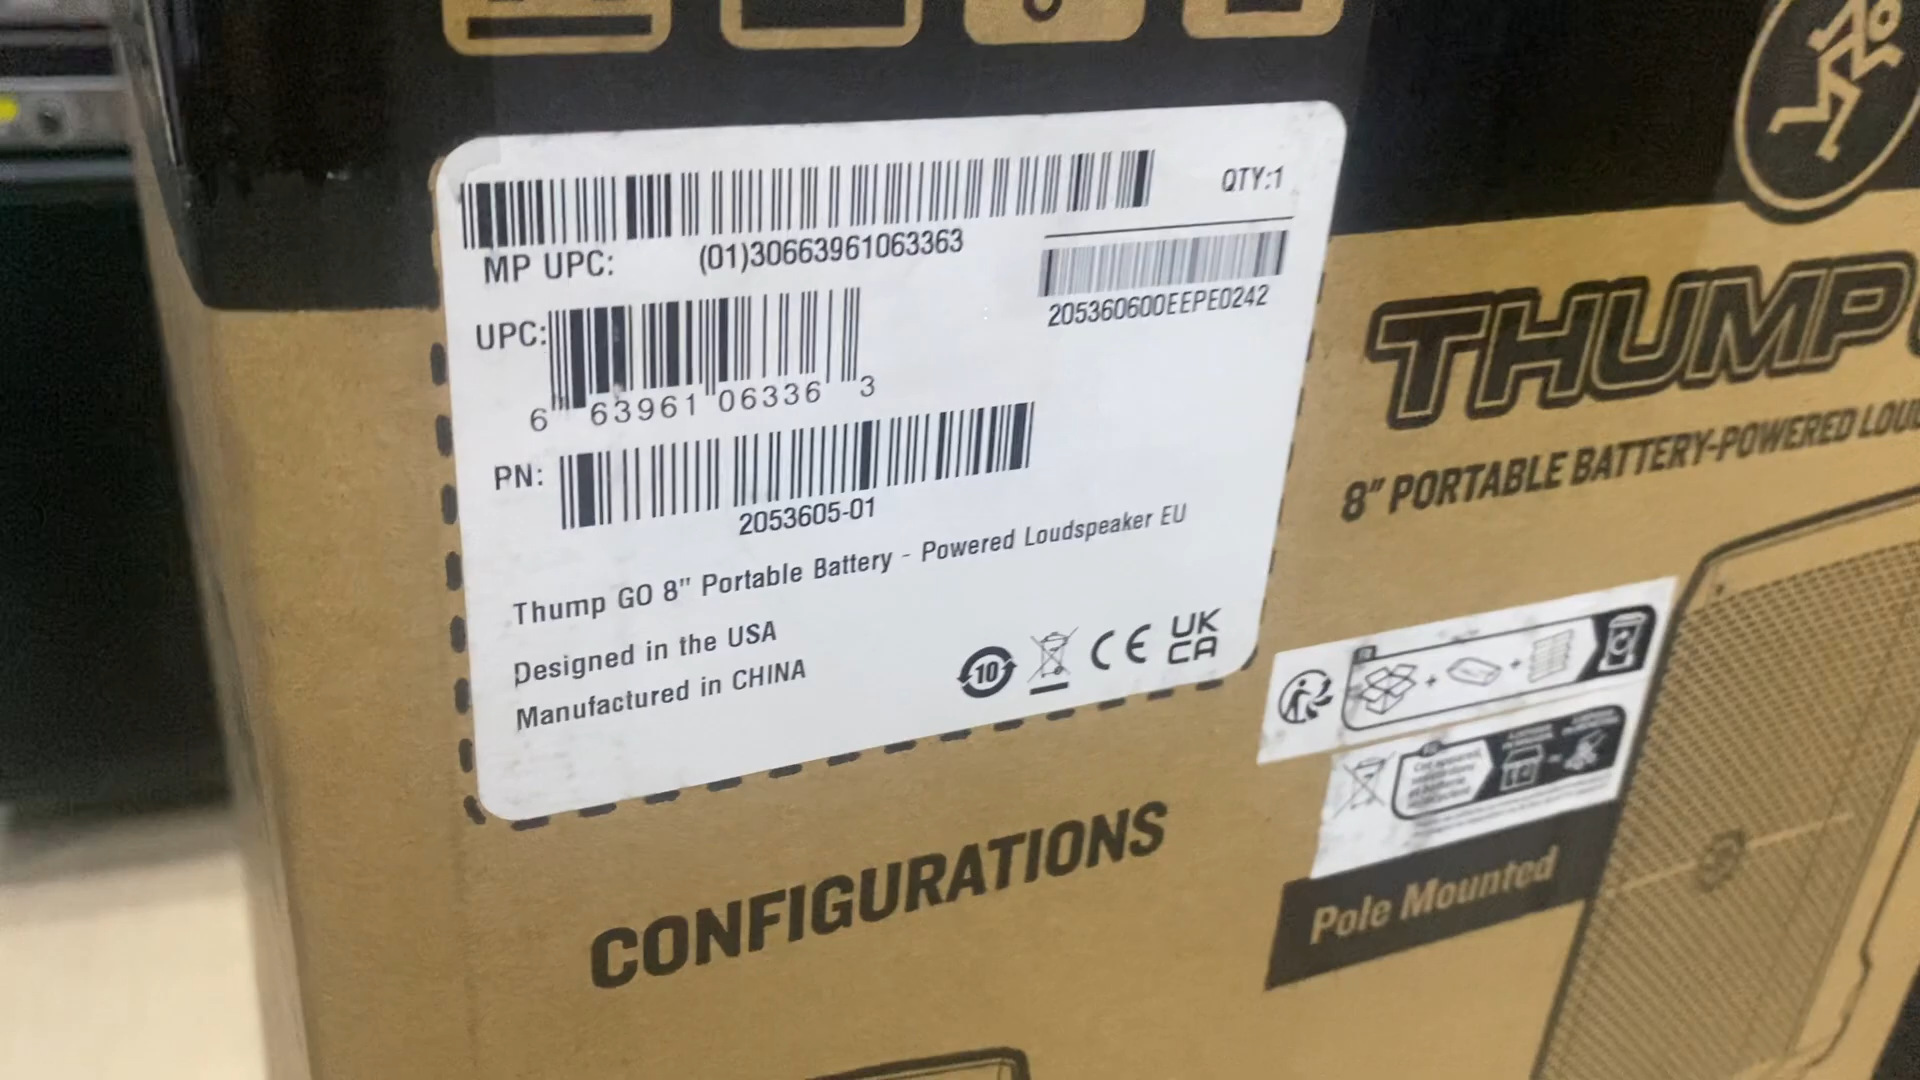 QTY:1
MP UPC: (01)30663961063363
205360600EEPE0242
UPC:
6 63961 06336 3
PN:
2053605-01
Thump GO 8" Portable Battery - Powered Loudspeaker EU
Designed in the USA
Manufactured in CHINA
10
CE
UK
CA
THUMP
8" PORTABLE BATTERY-POWERED
FR
Pole Mounted
CONFIGURATIONS